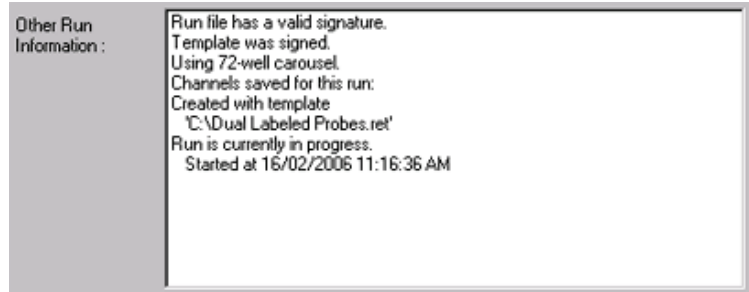 Other Run
Information :
Run file has a valid signature.
Template was signed.
Using 72-well carousel.
Channels saved for this run:
Created with template
'C:\Dual Labeled Probes.ret'
Run is currently in progress.
Started at 16/02/2006 11:16:36 AM